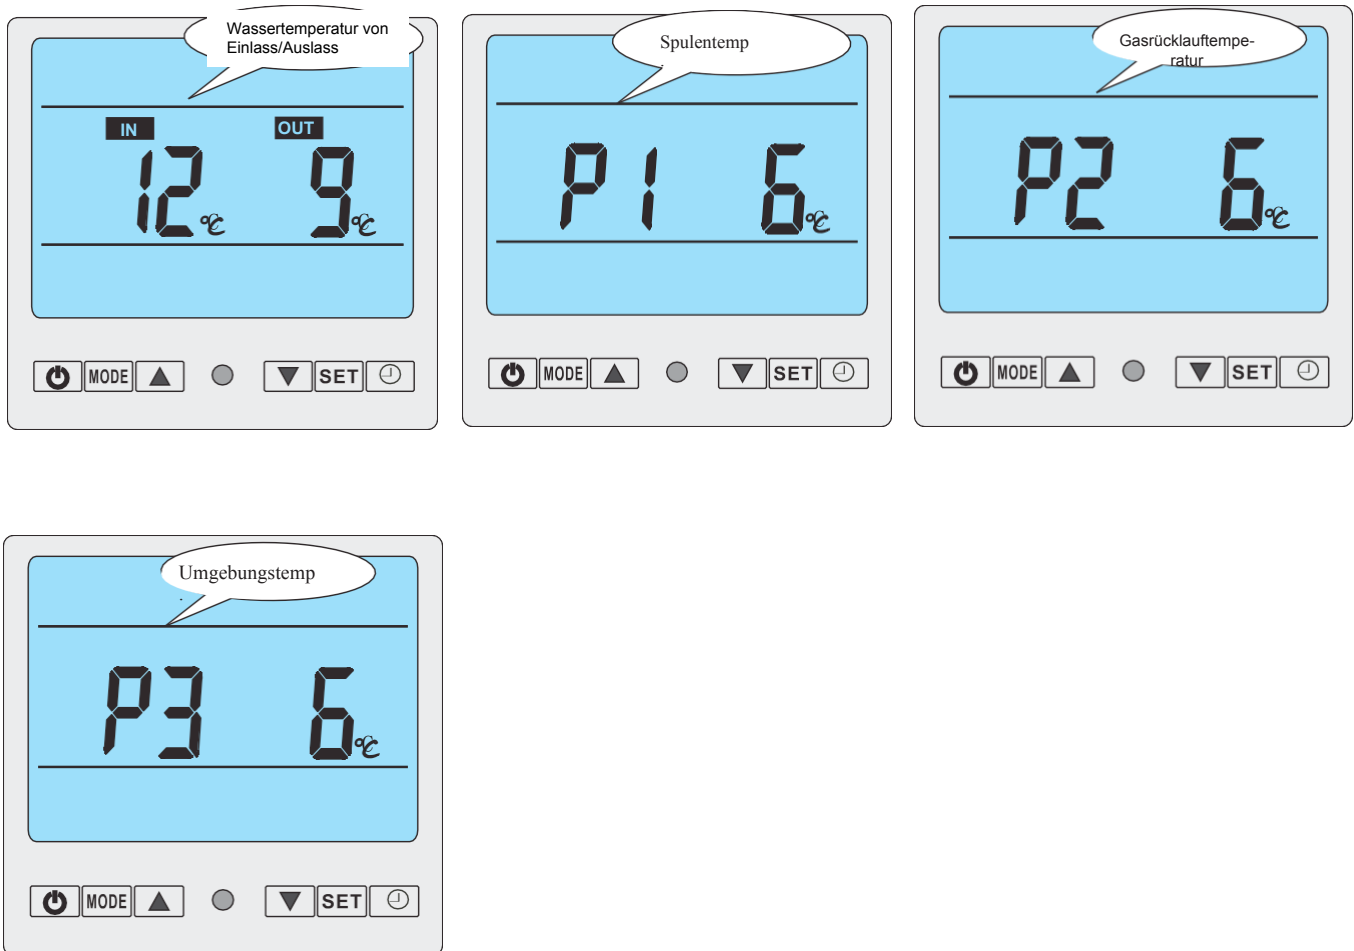 Wassertemperatur von
Einlass/Auslass
IN OUT
12 °C 9 °C
MODE SET
Spulentemp
.
P1 6 °C
MODE SET
Gasrücklauftempe-
ratur
P2 6 °C
MODE SET
Umgebungstemp
.
P3 6 °C
MODE SET